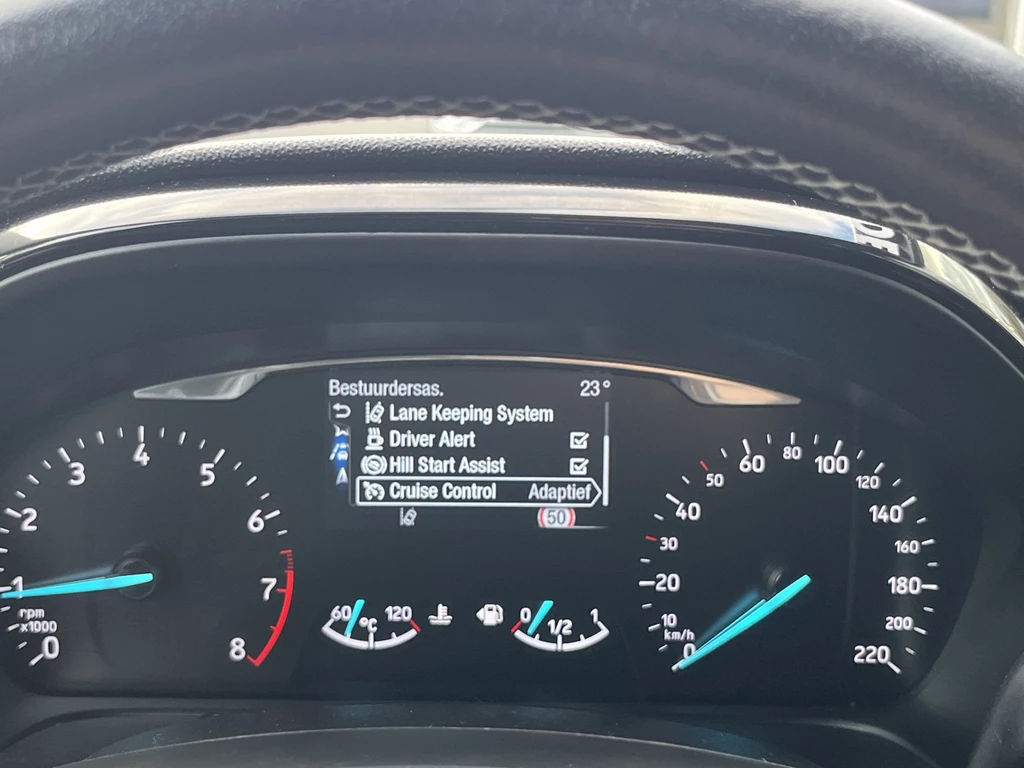 DE
Bestuurdersas. 23°
Lane Keeping System
Driver Alert
Hill Start Assist
Cruise Control Adaptief
50
0 1 2 3 4 5 6 7 8
rpm
x1000
60 °C 120
0 1/2 1
0 10 20 30 40 50 60 80 100 120 140 160 180 200 220
km/h